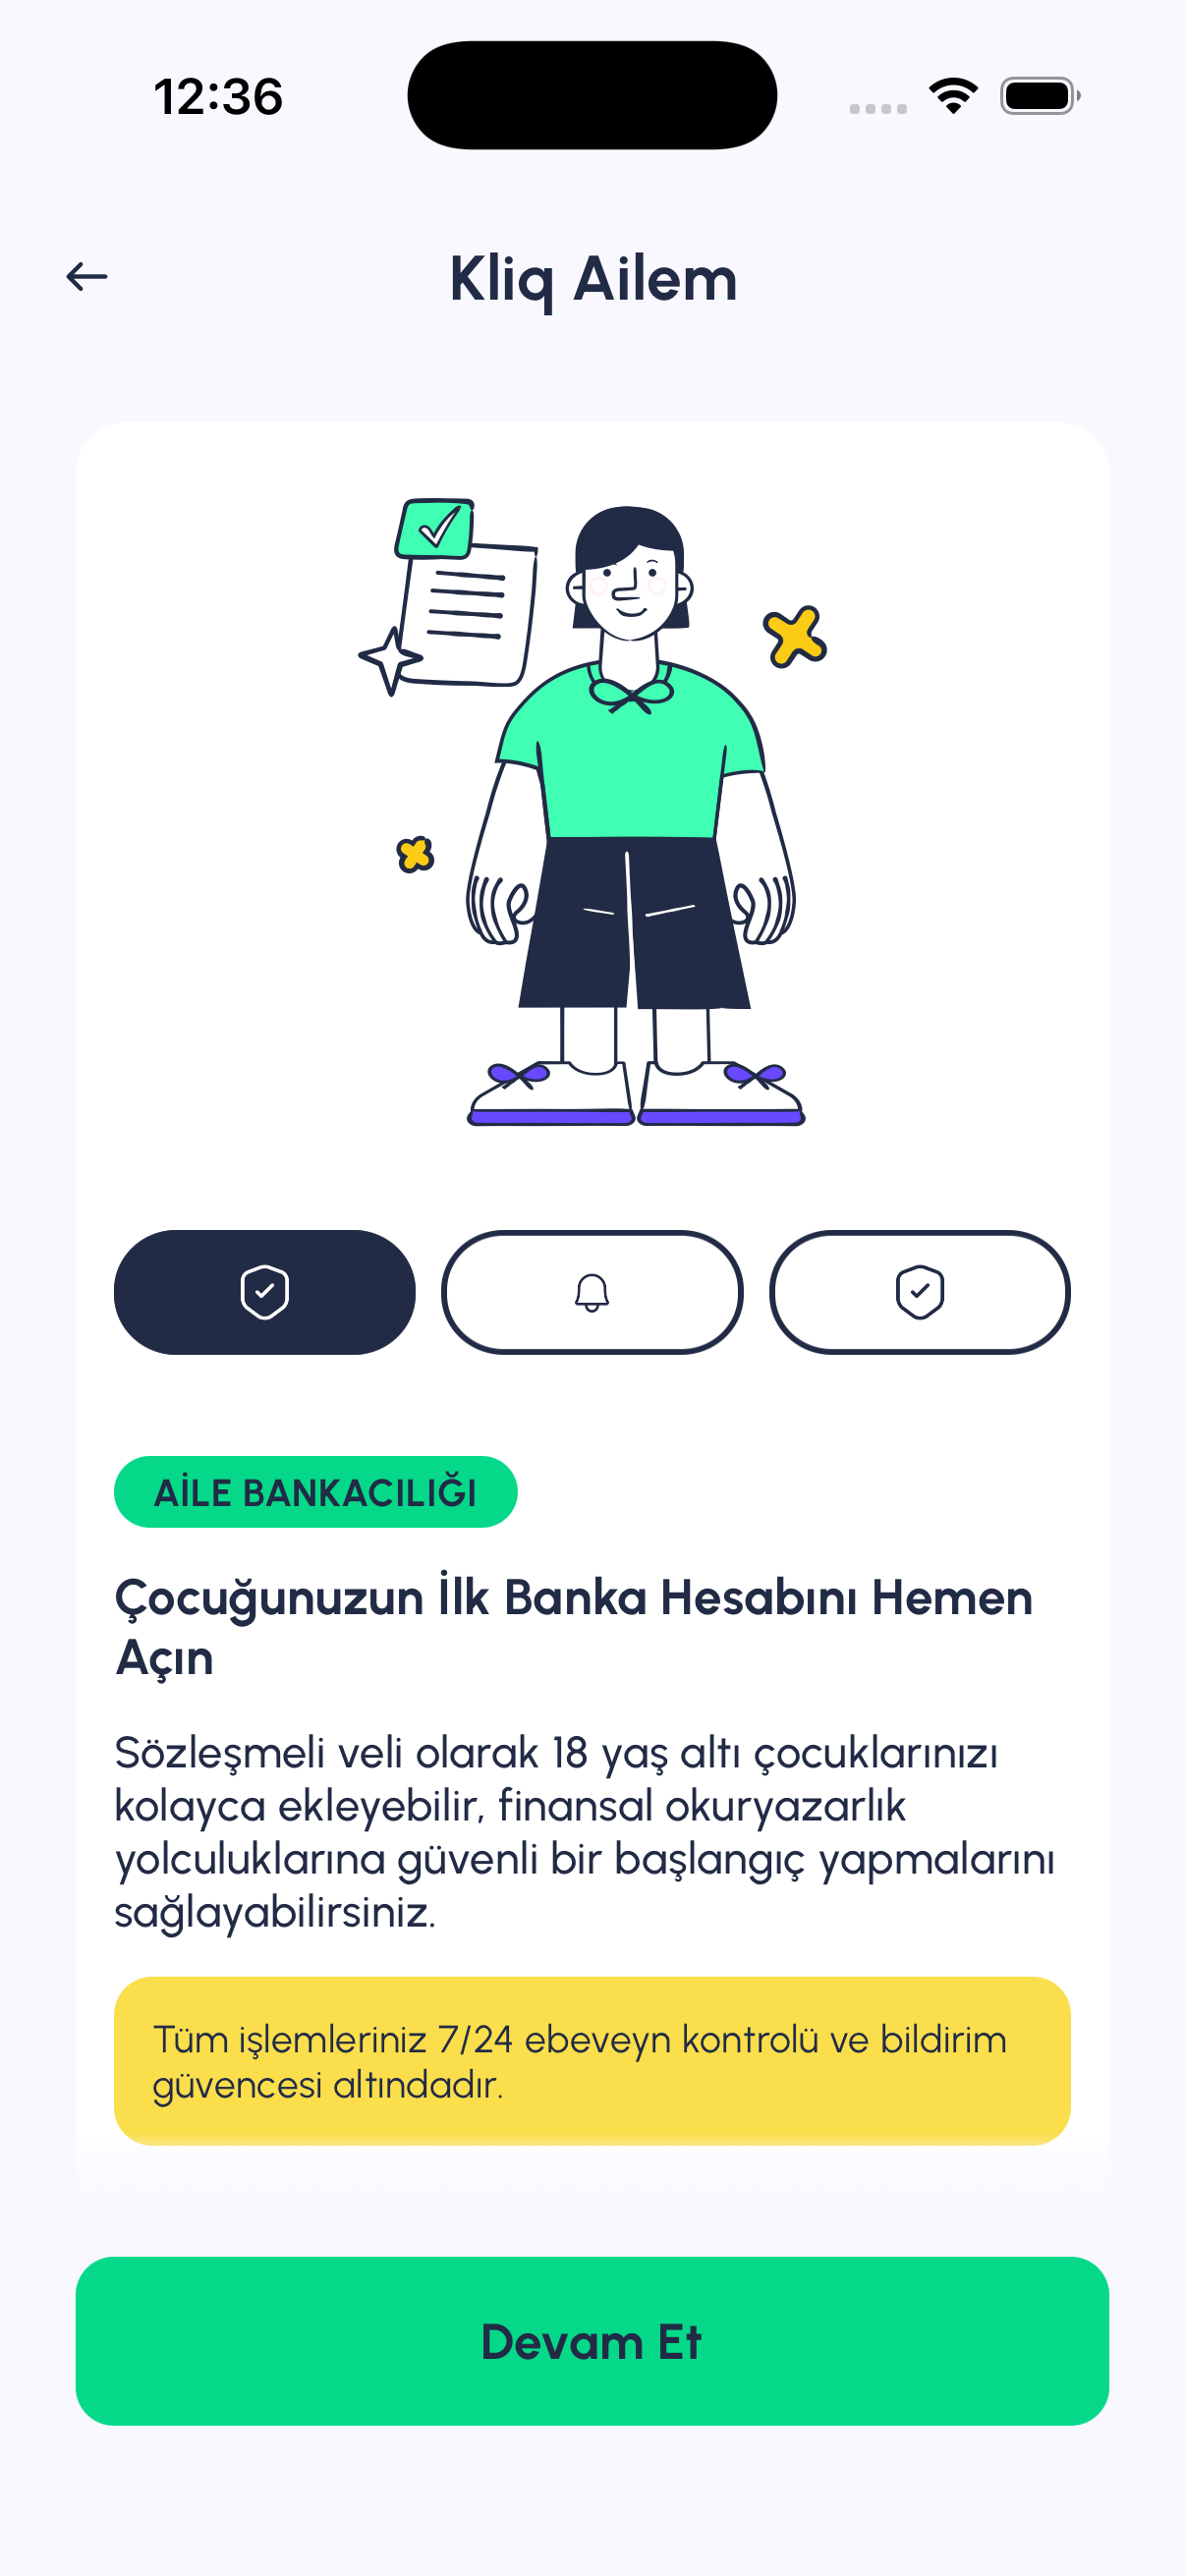 12:36
Kliq Ailem
AİLE BANKACILIĞI
Çocuğunuzun İlk Banka Hesabını Hemen
Açın
Sözleşmeli veli olarak 18 yaş altı çocuklarınızı
kolayca ekleyebilir, finansal okuryazarlık
yolculuklarına güvenli bir başlangıç yapmalarını
sağlayabilirsiniz.
Tüm işlemleriniz 7/24 ebeveyn kontrolü ve bildirim
güvencesi altındadır.
Devam Et